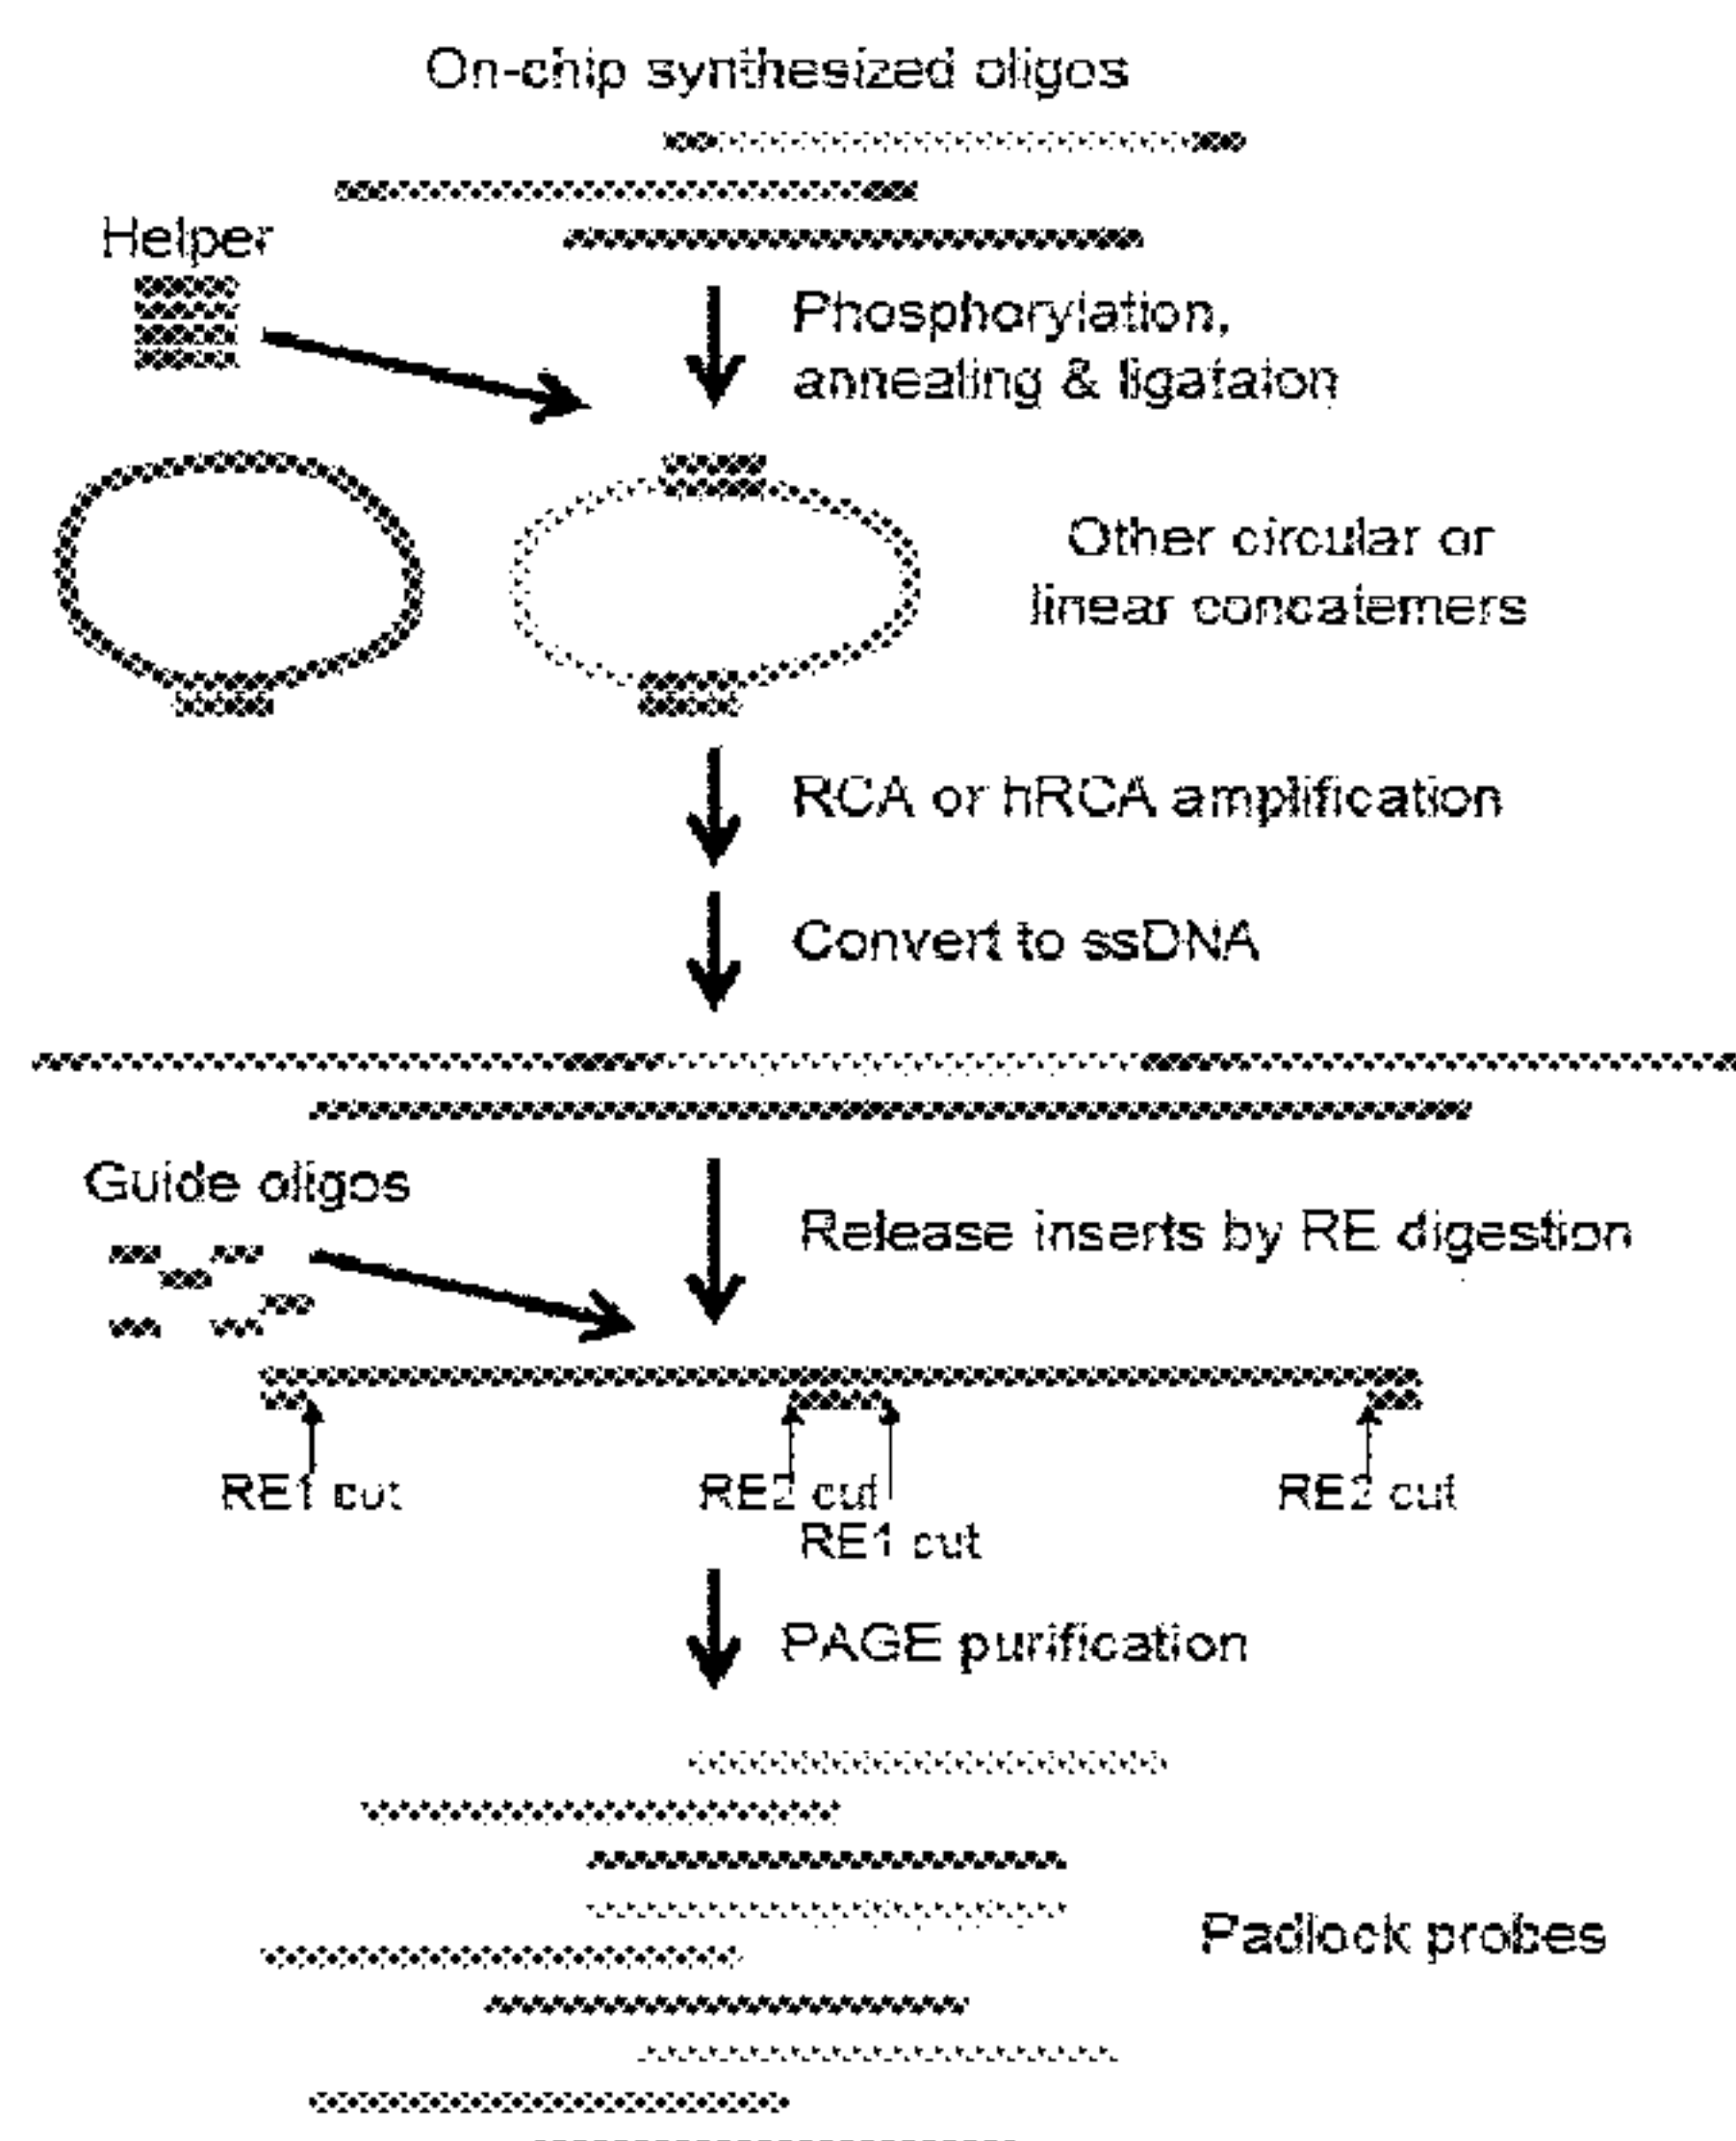 On-chip synthesized oligos
Helper
Phosphorylation,
annealing & ligataion
Other circular or
linear concatemers
RCA or hRCA amplification
Convert to ssDNA
Guide oligos
Release inserts by RE digestion
RE1 cut
RE2 cut
RE1 cut
RE2 cut
PAGE purification
Padlock probes